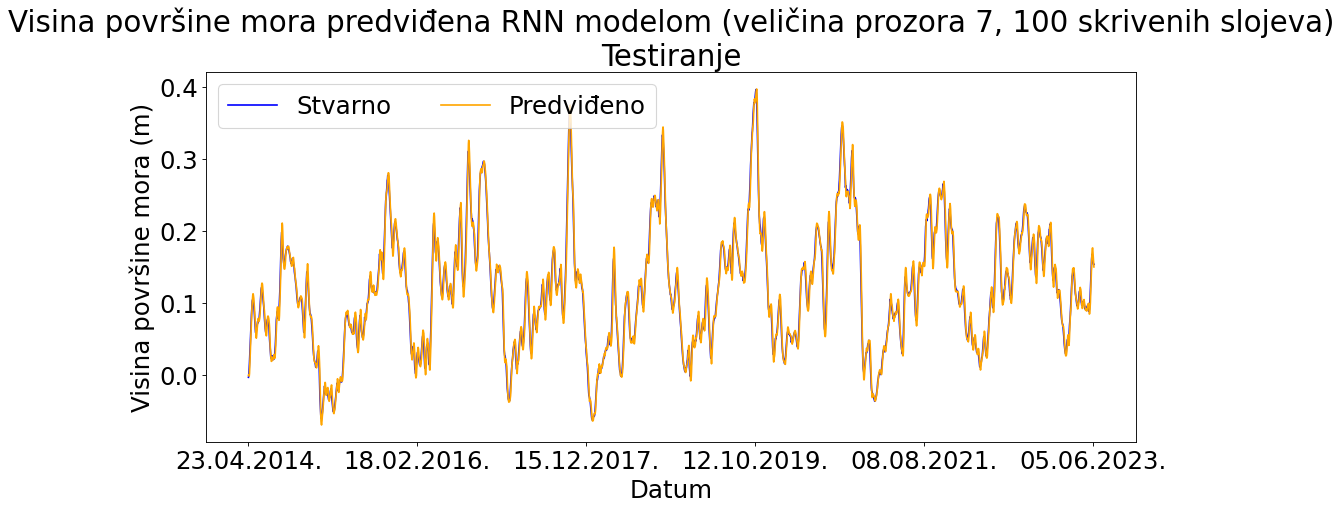 Visina površine mora predviđena RNN modelom (veličina prozora 7, 100 skrivenih slojeva)
Testiranje
Stvarno Predviđeno
Visina površine mora (m)
0.4
0.3
0.2
0.1
0.0
23.04.2014. 18.02.2016. 15.12.2017. 12.10.2019. 08.08.2021. 05.06.2023.
Datum